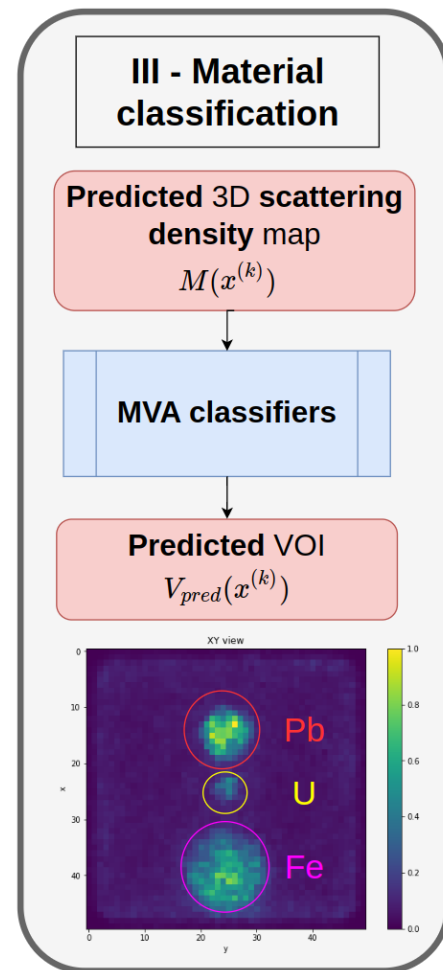 III - Material
classification
Predicted 3D scattering
density map
M(x^{(k)})
MVA classifiers
Predicted VOI
V_{pred}(x^{(k)})
XY view
0
10
20
30
40
x
0
10
20
30
40
y
Pb
U
Fe
1.0
0.8
0.6
0.4
0.2
0.0